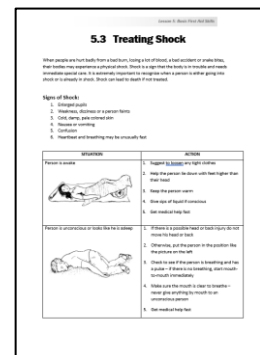 Lesson 5: Basic First Aid Skills
5.3 Treating Shock
When people are hurt badly from a bad burn, losing a lot of blood, a bad accident or snake bites,
their bodies may experience a physical shock. Shock is a sign that the body is in trouble and needs
immediate special care. It is extremely important to recognise when a person is either going into
shock or is already in shock. Shock can lead to death if not treated.
Signs of Shock:
1. Enlarged pupils
2. Weakness, dizziness or a person faints
3. Cold, damp, pale colored skin
4. Nausea or vomiting
5. Confusion
6. Heartbeat and breathing may be unusually fast
SITUATION
ACTION
Person is awake
1. Suggest to loosen any tight clothes
2. Help the person lie down with feet higher than
their head
3. Keep the person warm
4. Give sips of liquid if conscious
5. Get medical help fast
Person is unconscious or looks like he is asleep
1. If there is a possible head or back injury do not
move his head or back
2. Otherwise, put the person in the position like
the picture on the left
3. Check to see if the person is breathing and has
a pulse – if there is no breathing, start mouth-
to-mouth immediately
4. Make sure the mouth is clear to breathe –
never give anything by mouth to an
unconscious person
5. Get medical help fast